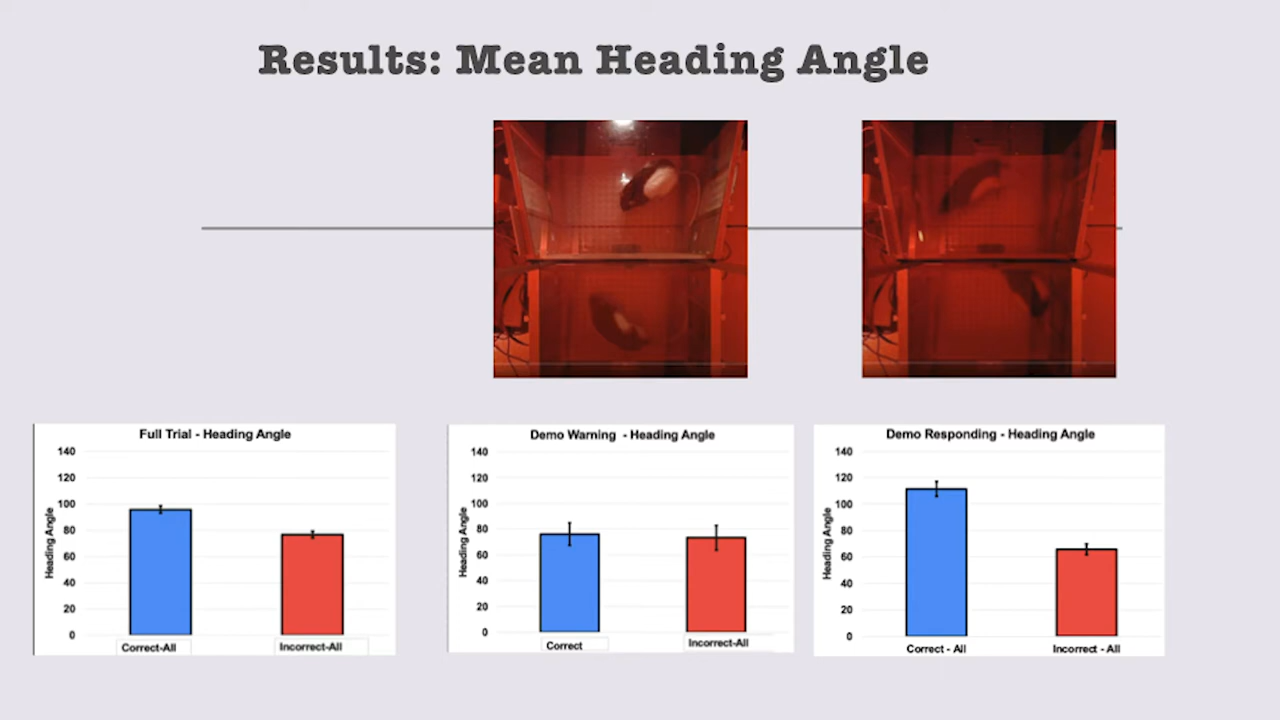 Results: Mean Heading Angle
Full Trial - Heading Angle
140
120
100
80
60
40
20
0
Heading Angle
Correct-All
Incorrect-All
Demo Warning - Heading Angle
140
120
100
80
60
40
20
0
Heading Angle
Correct
Incorrect-All
Demo Responding - Heading Angle
140
120
100
80
60
40
20
0
Heading Angle
Correct - All
Incorrect - All